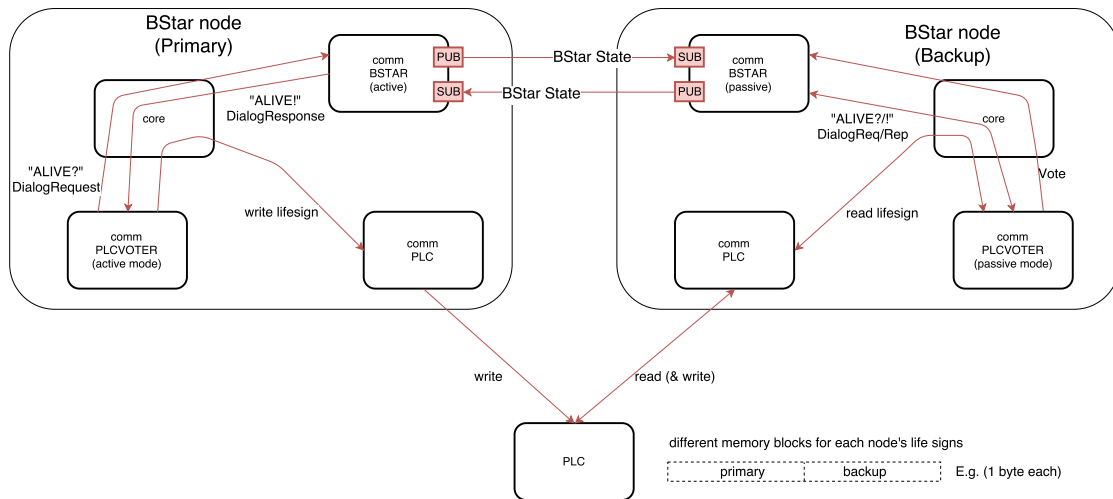 BStar node
(Primary)
comm
BSTAR
(active)
PUB
SUB
core
"ALIVE!"
DialogResponse
"ALIVE?"
DialogRequest
write lifesign
comm
PLCVOTER
(active mode)
comm
PLC
BStar State
BStar State
BStar node
(Backup)
SUB
PUB
comm
BSTAR
(passive)
core
"ALIVE?/!"
DialogReq/Rep
Vote
read lifesign
comm
PLC
comm
PLCVOTER
(passive mode)
write
read (& write)
PLC
different memory blocks for each node's life signs
primary
backup
E.g. (1 byte each)